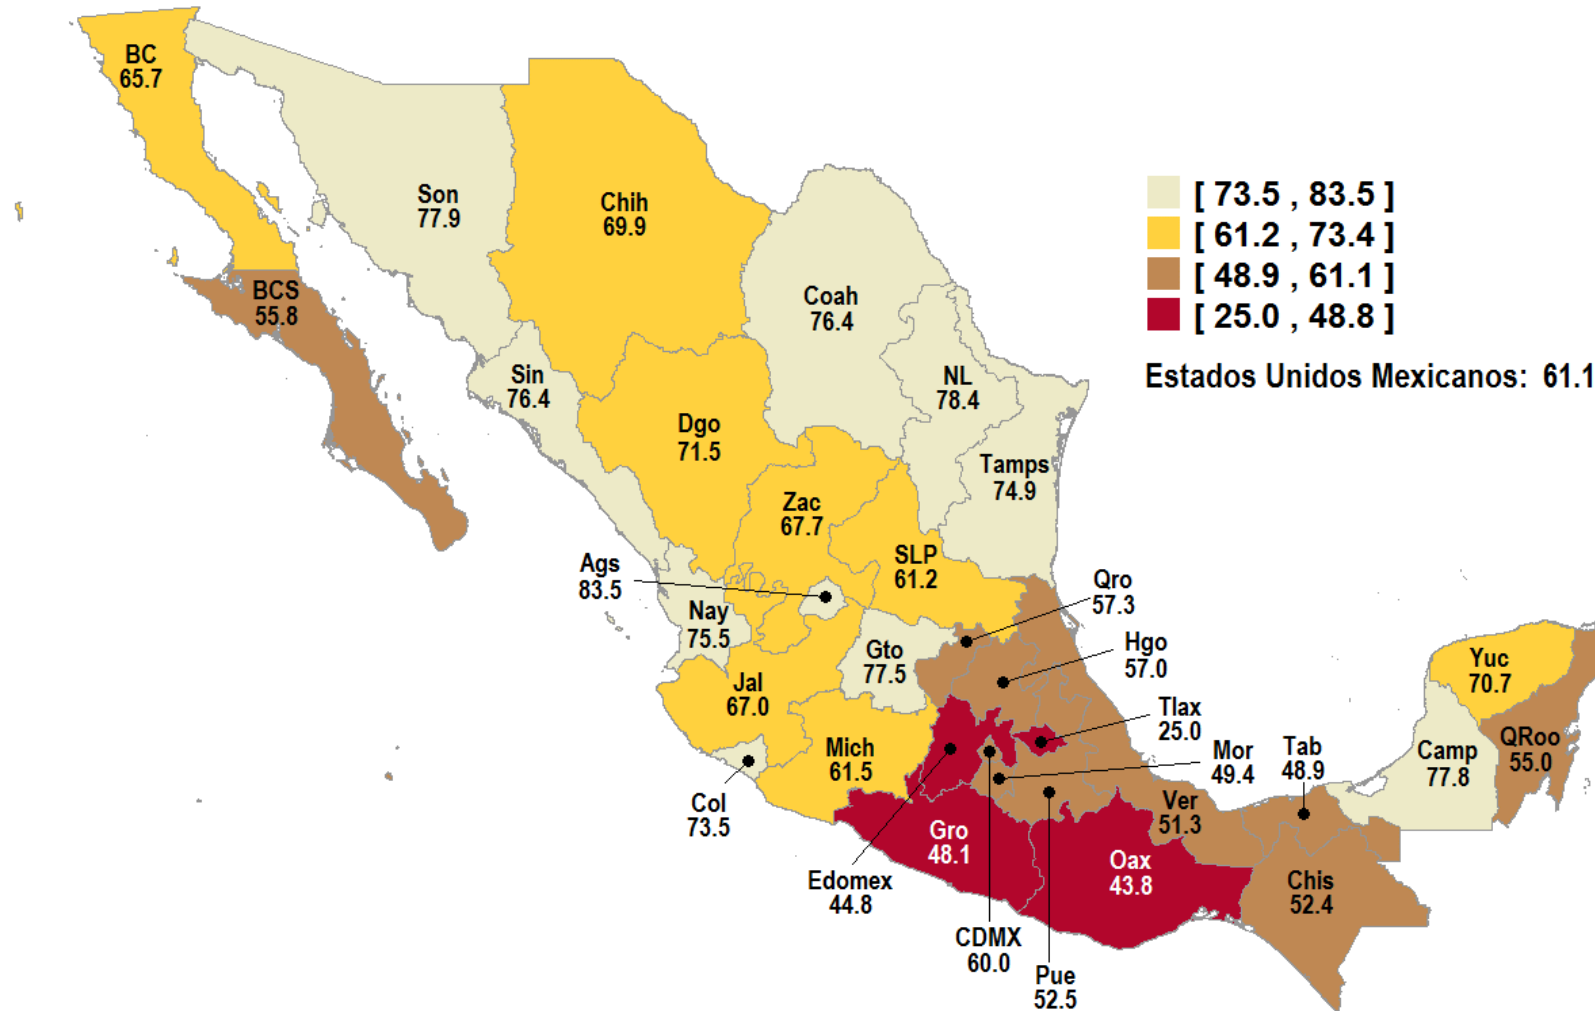 BC
65.7
Son
77.9
Chih
69.9
[ 73.5 , 83.5 ]
[ 61.2 , 73.4 ]
[ 48.9 , 61.1 ]
[ 25.0 , 48.8 ]
Estados Unidos Mexicanos: 61.1
BCS
55.8
Coah
76.4
Sin
76.4
NL
78.4
Dgo
71.5
Tamps
74.9
Zac
67.7
SLP
61.2
Ags
83.5
Qro
57.3
Nay
75.5
Gto
77.5
Hgo
57.0
Yuc
70.7
Jal
67.0
Tlax
25.0
Mich
61.5
Mor
49.4
Tab
48.9
Camp
77.8
QRoo
55.0
Col
73.5
Ver
51.3
Gro
48.1
Oax
43.8
Edomex
44.8
Chis
52.4
CDMX
60.0
Pue
52.5